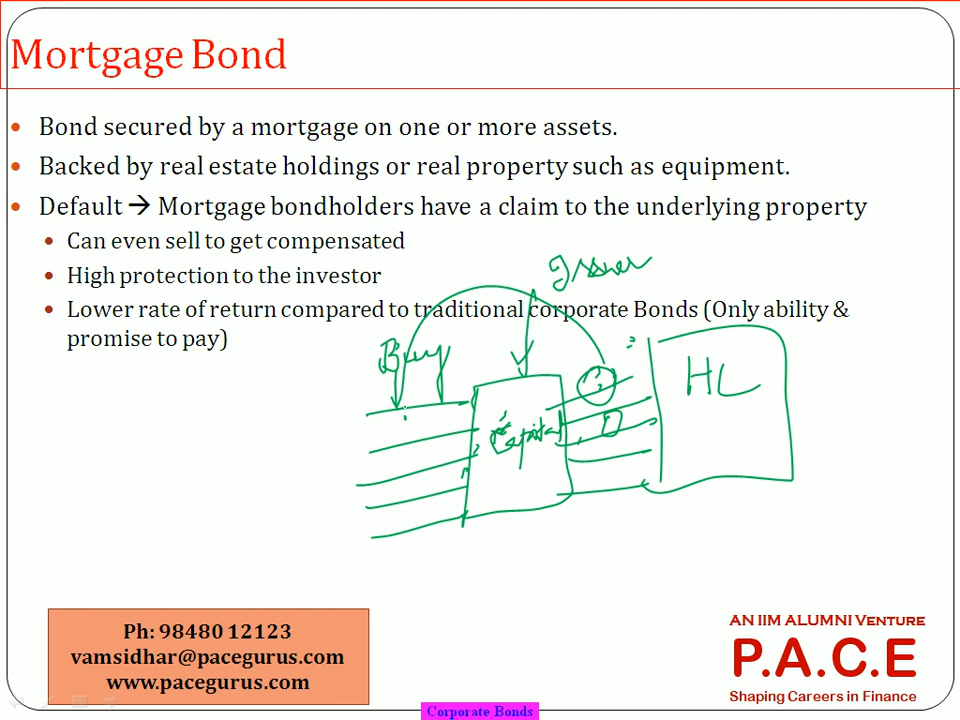 Mortgage Bond
• Bond secured by a mortgage on one or more assets.
• Backed by real estate holdings or real property such as equipment.
• Default → Mortgage bondholders have a claim to the underlying property
• Can even sell to get compensated
• High protection to the investor
• Lower rate of return compared to traditional corporate Bonds (Only ability &
promise to pay)
Issuer
Buy
HL
Capital
D
Ph: 98480 12123
vamsidhar@pacegurus.com
www.pacegurus.com
AN IIM ALUMNI VENTURE
P.A.C.E
Shaping Careers in Finance
Corporate Bonds